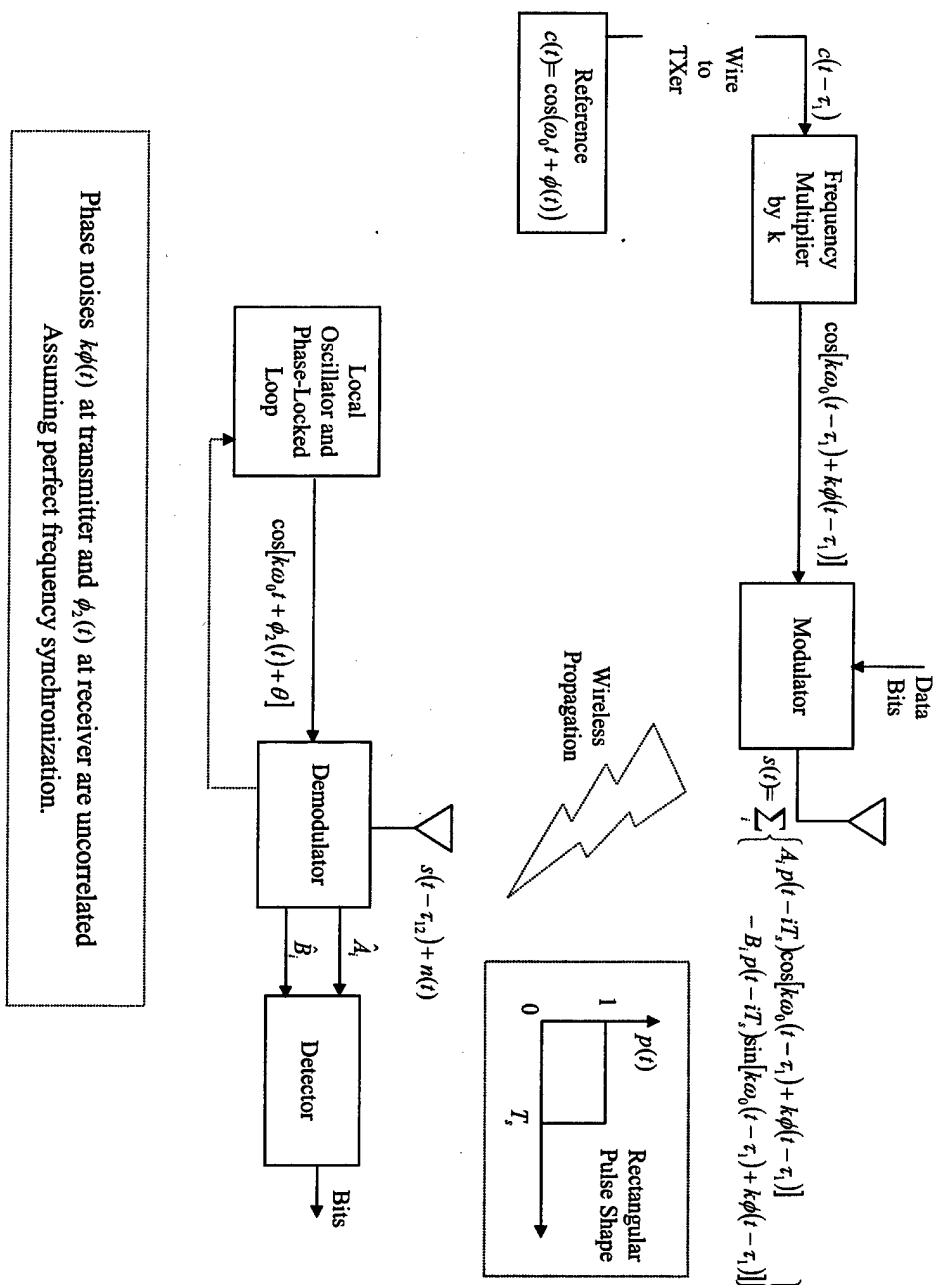 Reference
c(t)= cos(ω₀t + ϕ(t))
Wire
to
TXer
c(t − τ₁)
Frequency
Multiplier
by k
cos[kω₀(t − τ₁)+ kϕ(t − τ₁)]
Data
Bits
Modulator
s(t)= ∑ᵢ { Aᵢ p(t − iTₛ)cos[kω₀(t − τ₁)+ kϕ(t − τ₁)]
− Bᵢ p(t − iTₛ)sin[kω₀(t − τ₁)+ kϕ(t − τ₁)]
Wireless
Propagation
p(t)
1
0
Tₛ
Rectangular
Pulse Shape
Local
Oscillator and
Phase-Locked
Loop
cos[kω₀t + ϕ₂(t)+ θ]
s(t − τ₁₂)+ n(t)
Demodulator
Âᵢ
B̂ᵢ
Detector
Bits
Phase noises kϕ(t) at transmitter and ϕ₂(t) at receiver are uncorrelated
Assuming perfect frequency synchronization.